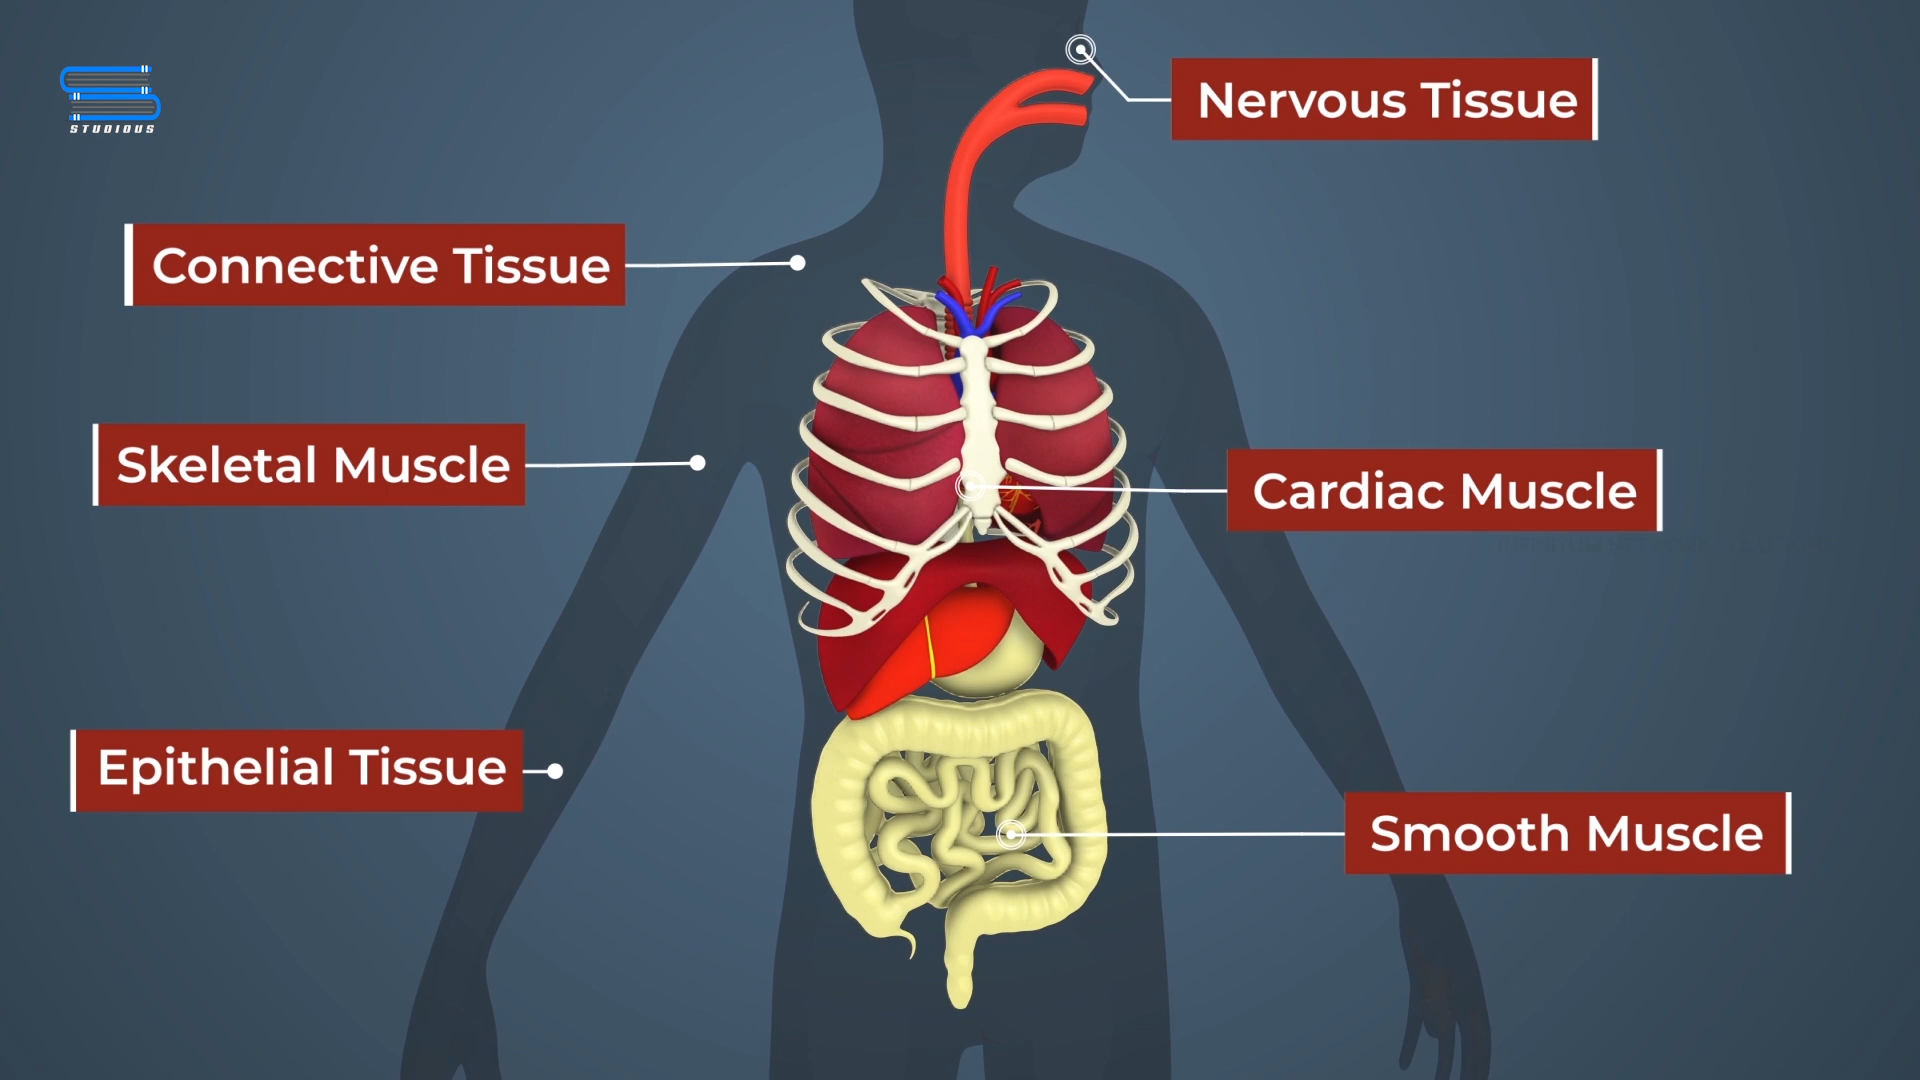 STUDIOUS
Nervous Tissue
Connective Tissue
Skeletal Muscle
Cardiac Muscle
Epithelial Tissue
Smooth Muscle